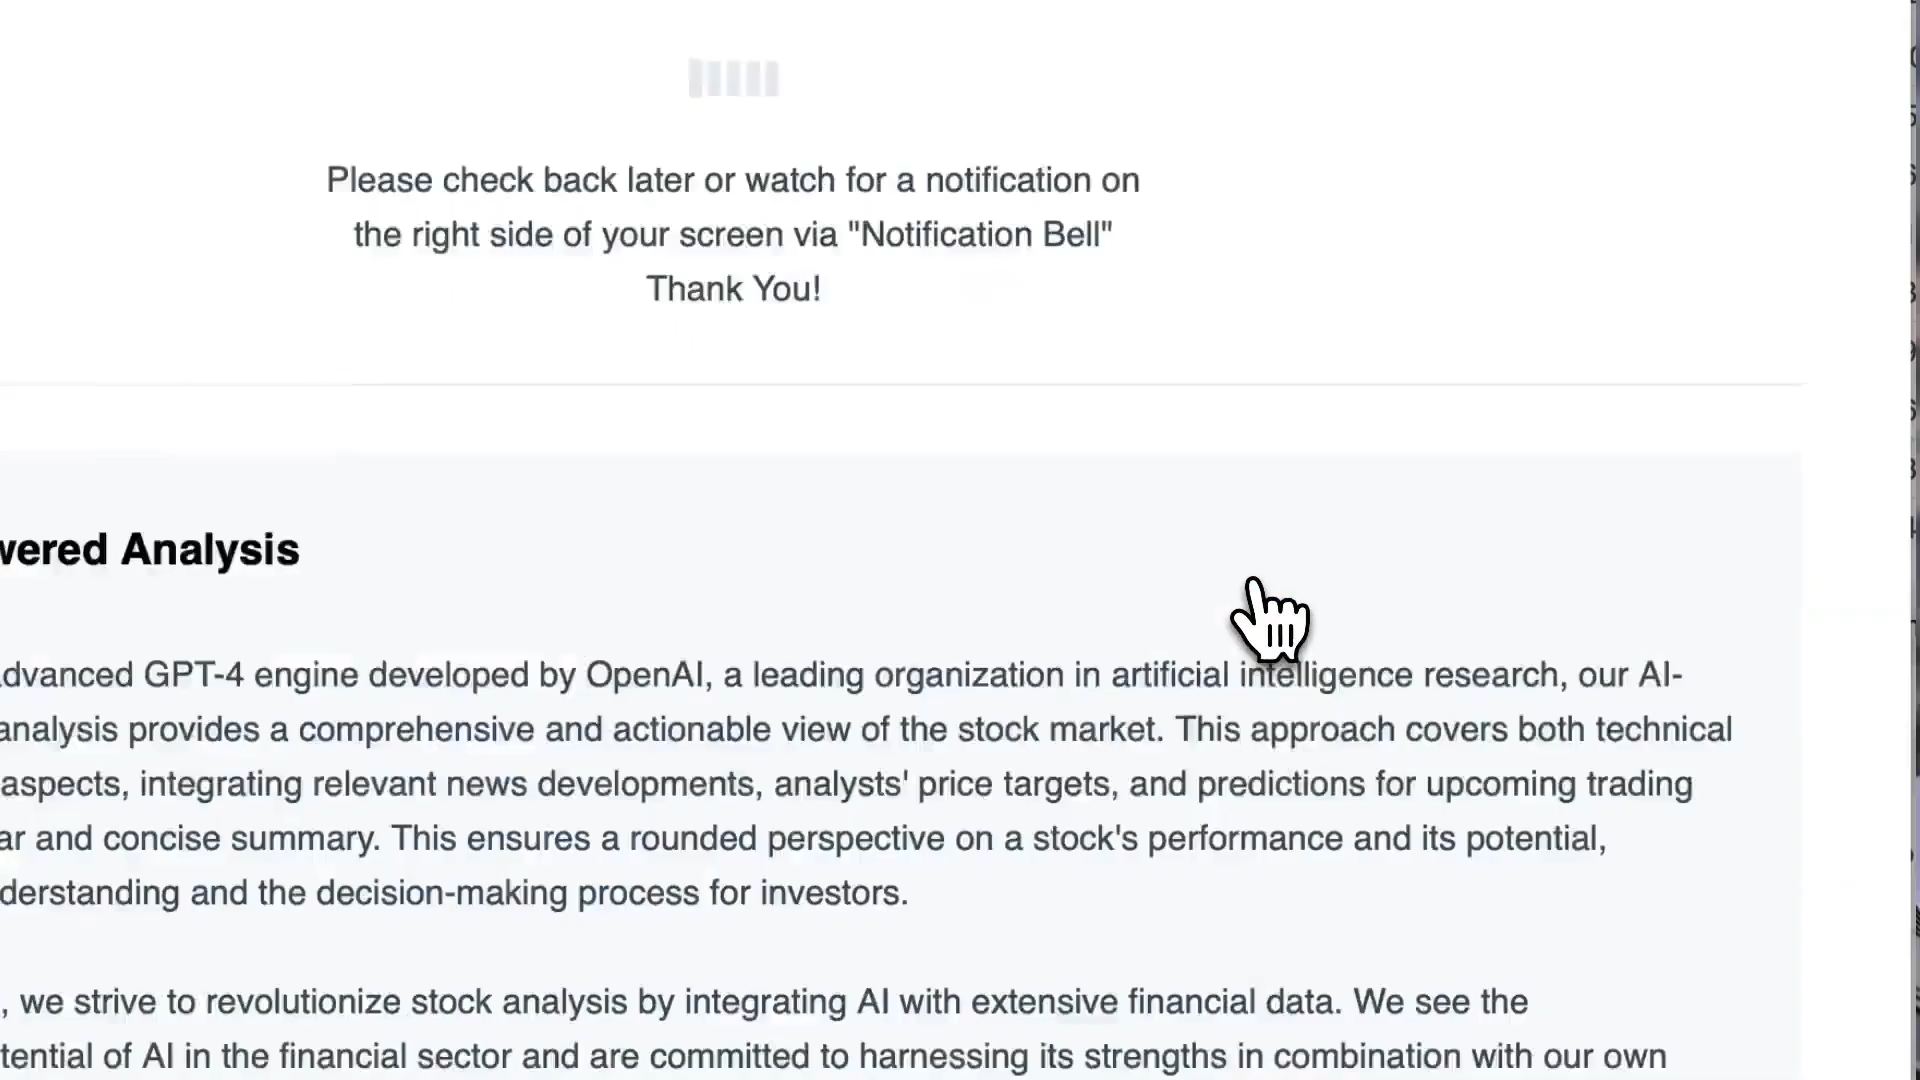 Please check back later or watch for a notification on
the right side of your screen via "Notification Bell"
Thank You!
wered Analysis
dvanced GPT-4 engine developed by OpenAI, a leading organization in artificial intelligence research, our AI-
analysis provides a comprehensive and actionable view of the stock market. This approach covers both technical
aspects, integrating relevant news developments, analysts' price targets, and predictions for upcoming trading
ar and concise summary. This ensures a rounded perspective on a stock's performance and its potential,
derstanding and the decision-making process for investors.
, we strive to revolutionize stock analysis by integrating AI with extensive financial data. We see the
tential of AI in the financial sector and are committed to harnessing its strengths in combination with our own